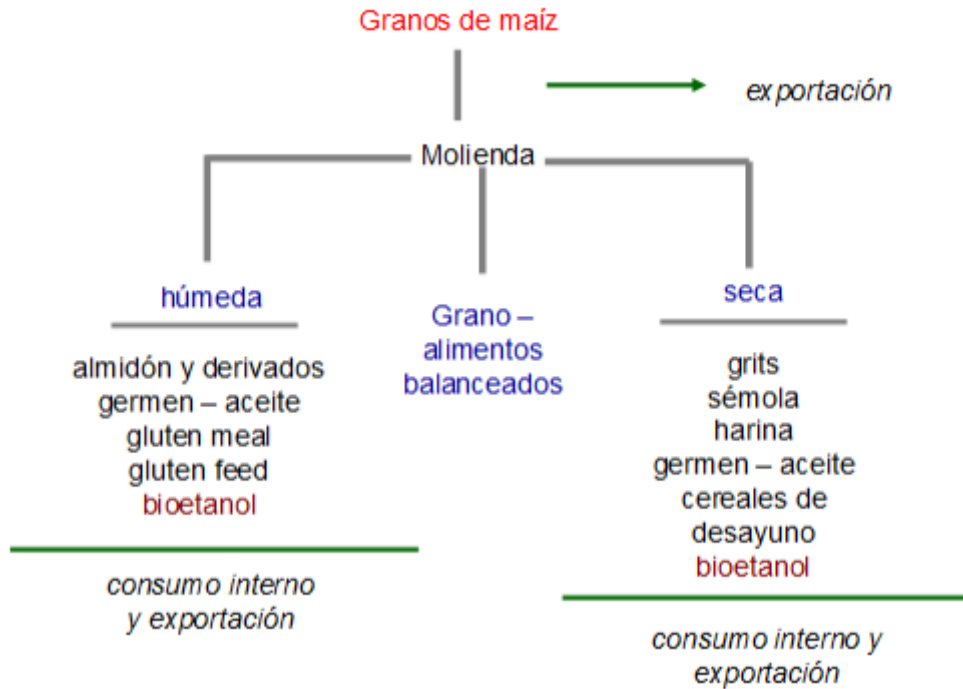 Granos de maíz
exportación
Molienda
húmeda
almidón y derivados
germen – aceite
gluten meal
gluten feed
bioetanol
consumo interno
y exportación
Grano –
alimentos
balanceados
seca
grits
sémola
harina
germen – aceite
cereales de
desayuno
bioetanol
consumo interno y
exportación